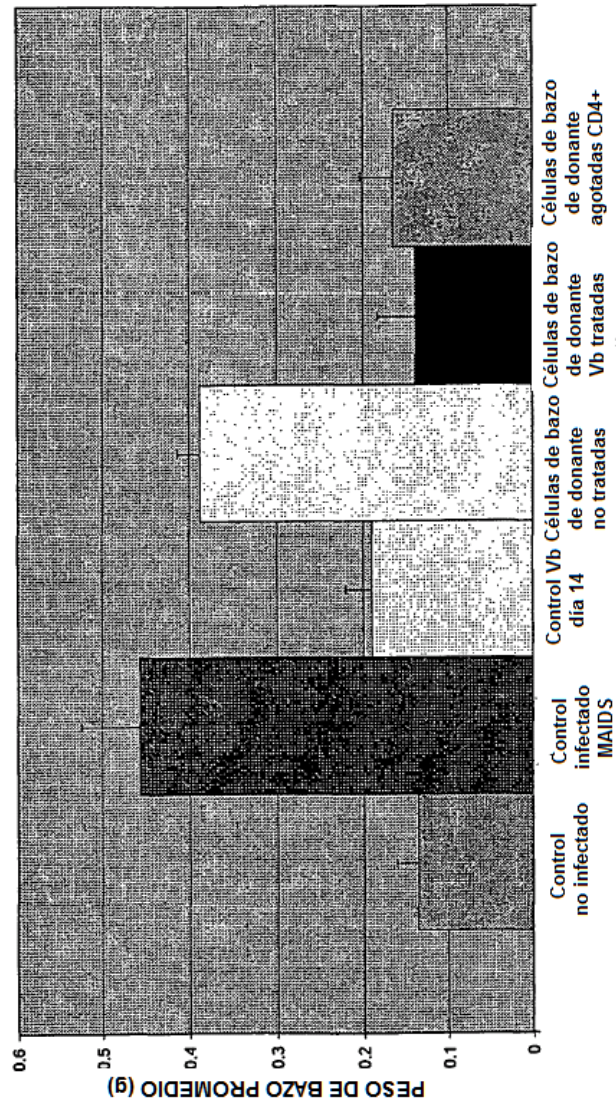 PESO DE BAZO PROMEDIO (g)
0.6
0.5
0.4
0.3
0.2
0.1
0
Control
no infectado
Control
infectado
MAIDS
Control Vb
día 14
Células de bazo
de donante
no tratadas
Células de bazo
de donante
Vb tratadas
Células de bazo
de donante
agotadas CD4+